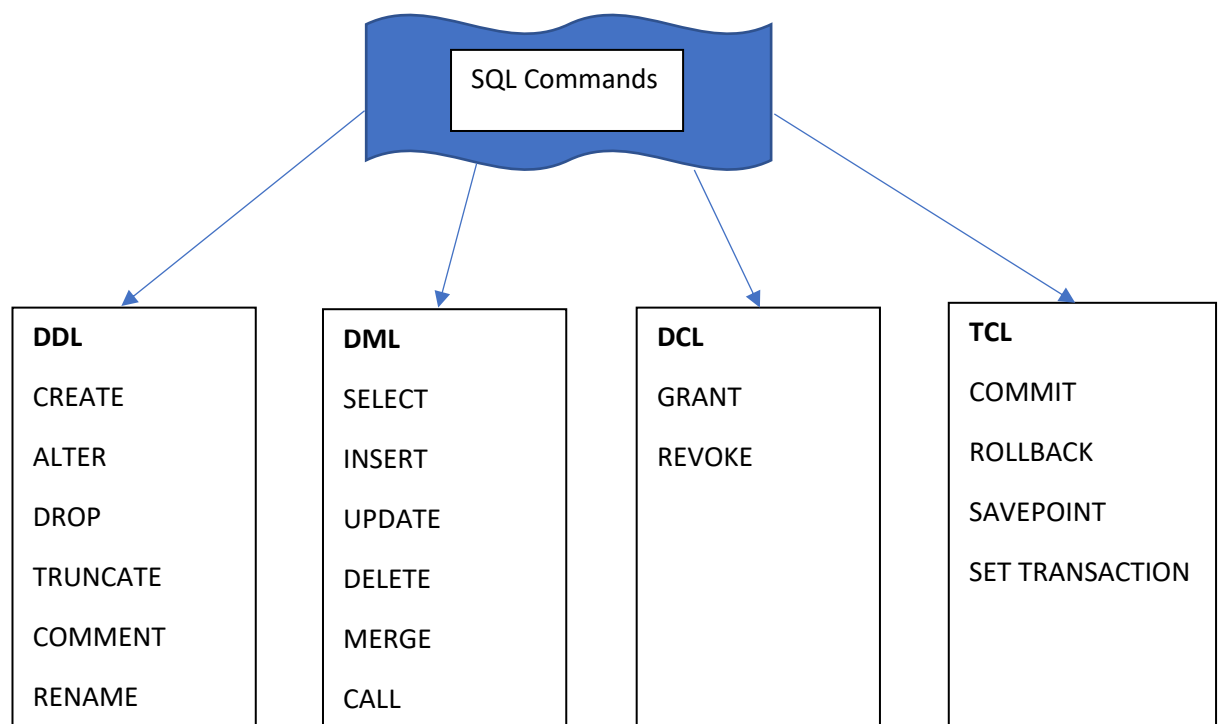 SQL Commands
DDL
CREATE
ALTER
DROP
TRUNCATE
COMMENT
RENAME
DML
SELECT
INSERT
UPDATE
DELETE
MERGE
CALL
DCL
GRANT
REVOKE
TCL
COMMIT
ROLLBACK
SAVEPOINT
SET TRANSACTION